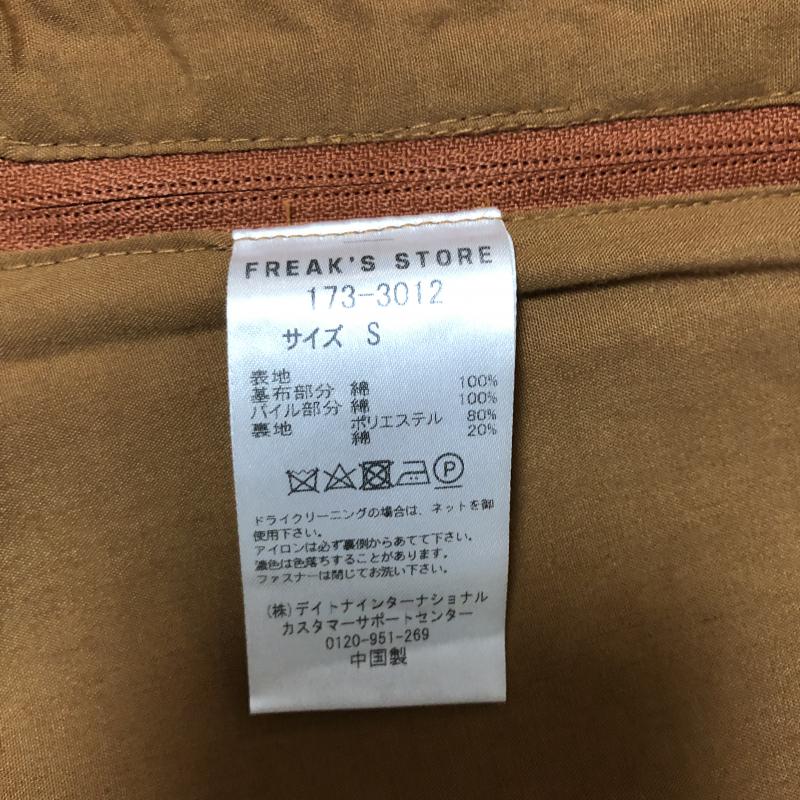 FREAK'S STORE
173-3012
サイズ S
表地
基布部分 綿 100%
パイル部分 綿 100%
裏地 ポリエステル 80%
綿 20%
P
ドライクリーニングの場合は、ネットを御
使用下さい。
アイロンは必ず裏側からあてて下さい。
濃色は色落ちすることがあります。
ファスナーは閉じてお洗い下さい。
(株)デイトナインターナショナル
カスタマーサポートセンター
0120-951-269
中国製